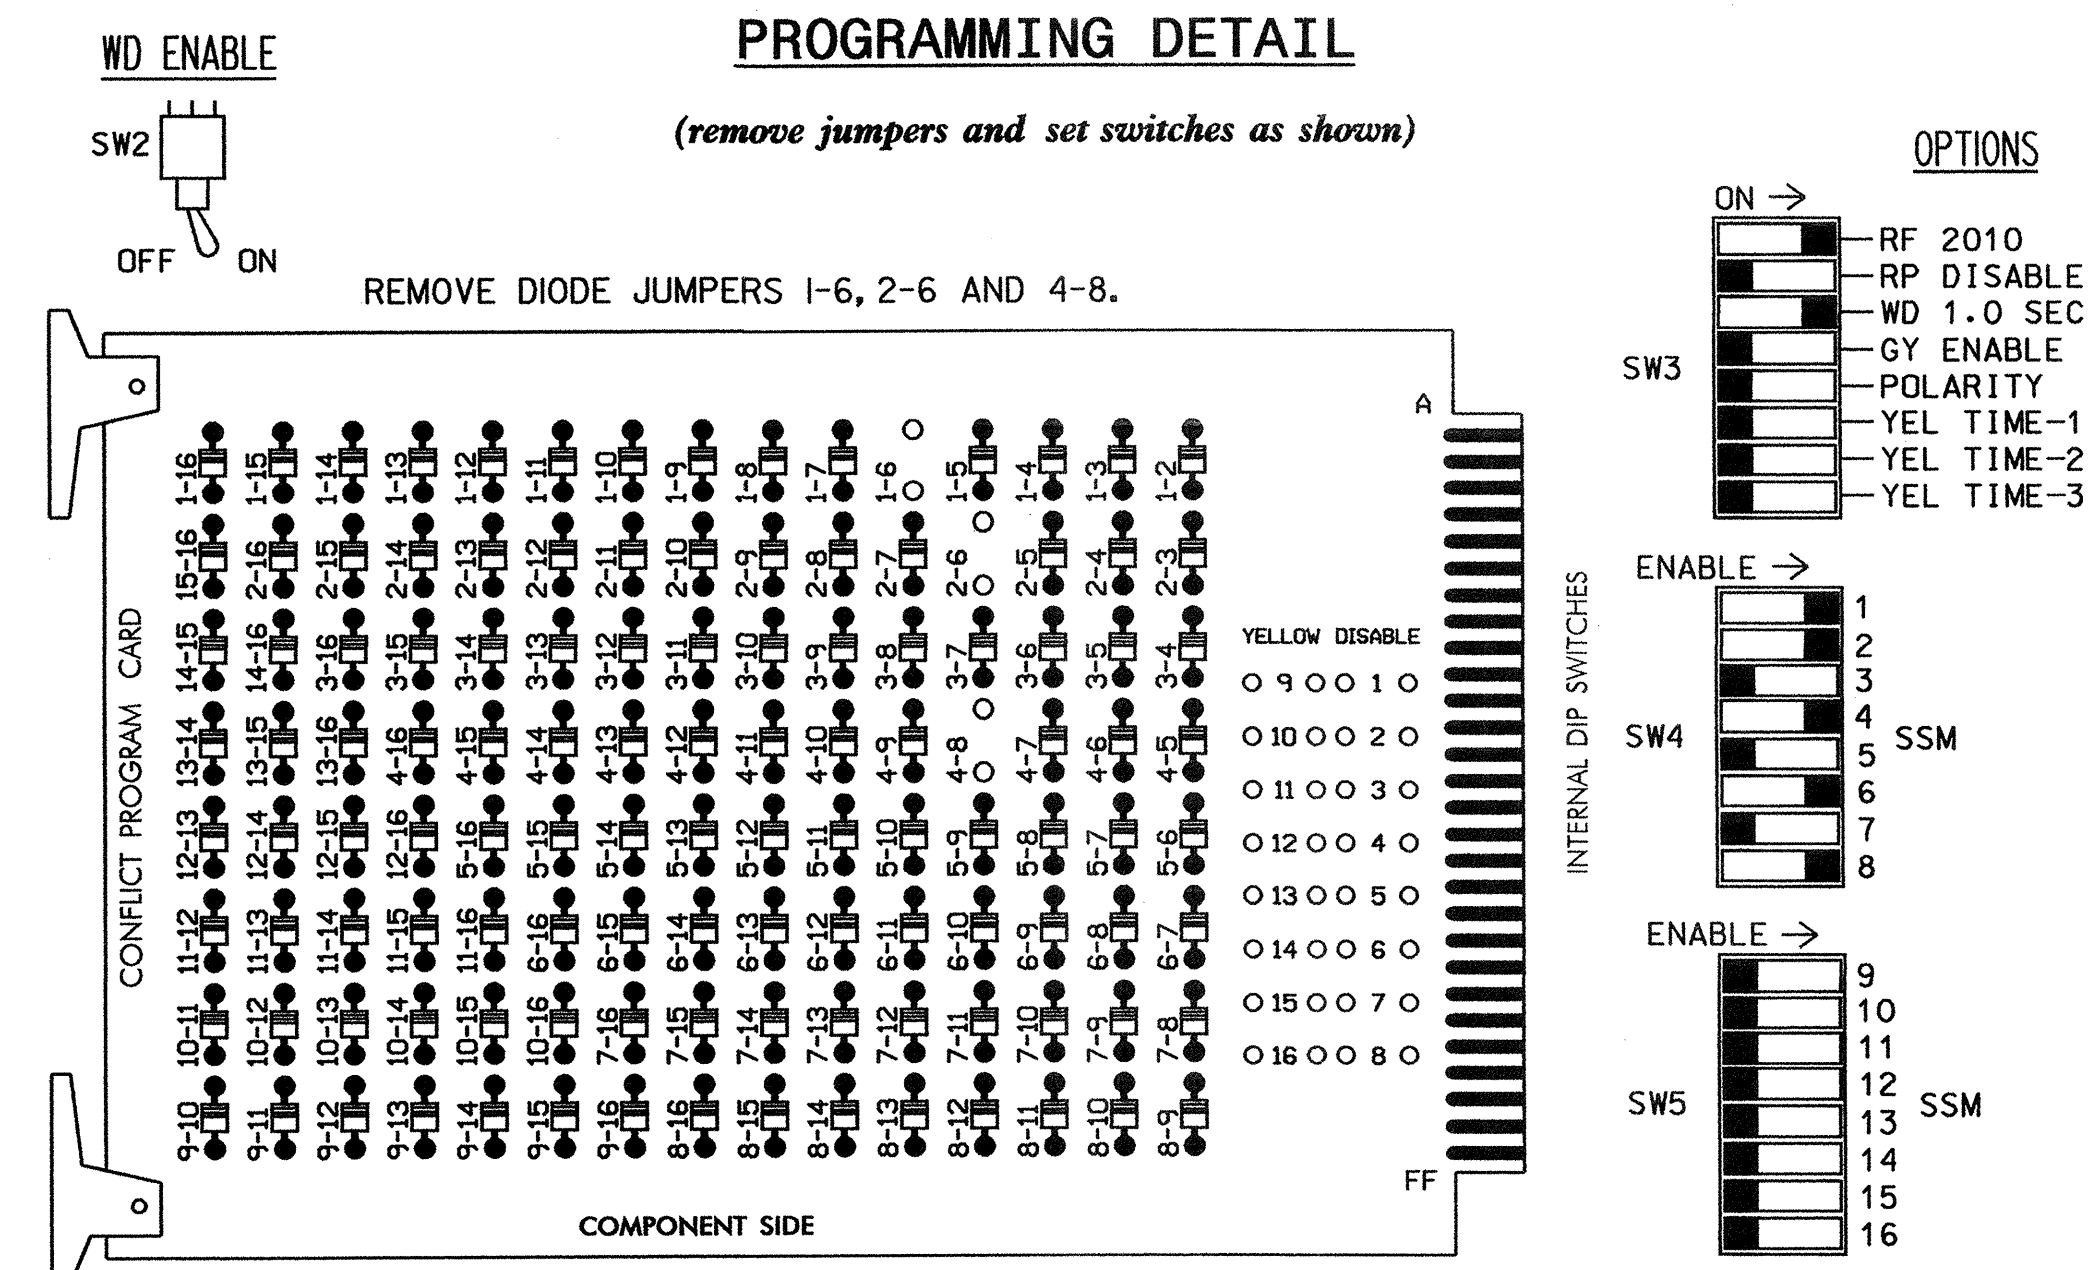 PROGRAMMING DETAIL
(remove jumpers and set switches as shown)
WD ENABLE
SW2
OFF ON
REMOVE DIODE JUMPERS 1-6, 2-6 AND 4-8.
CONFLICT PROGRAM CARD
1-16 1-15 1-14 1-13 1-12 1-11 1-10 1-9 1-8 1-7 1-6 1-5 1-4 1-3 1-2
15-16 2-16 2-15 2-14 2-13 2-12 2-11 2-10 2-9 2-8 2-7 2-6 2-5 2-4 2-3
14-15 14-16 3-16 3-15 3-14 3-13 3-12 3-11 3-10 3-9 3-8 3-7 3-6 3-5 3-4
13-14 13-15 13-16 4-16 4-15 4-14 4-13 4-12 4-11 4-10 4-9 4-8 4-7 4-6 4-5
12-13 12-14 12-15 12-16 5-16 5-15 5-14 5-13 5-12 5-11 5-10 5-9 5-8 5-7 5-6
11-12 11-13 11-14 11-15 11-16 6-16 6-15 6-14 6-13 6-12 6-11 6-10 6-9 6-8 6-7
10-11 10-12 10-13 10-14 10-15 10-16 7-16 7-15 7-14 7-13 7-12 7-11 7-10 7-9 7-8
9-10 9-11 9-12 9-13 9-14 9-15 9-16 8-16 8-15 8-14 8-13 8-12 8-11 8-10 8-9
YELLOW DISABLE
9 1
10 2
11 3
12 4
13 5
14 6
15 7
16 8
A
FF
COMPONENT SIDE
INTERNAL DIP SWITCHES
OPTIONS
ON →
RF 2010
RP DISABLE
WD 1.0 SEC
GY ENABLE
POLARITY
YEL TIME-1
YEL TIME-2
YEL TIME-3
SW3
ENABLE →
1
2
3
4
5
6
7
8
SW4
SSM
ENABLE →
9
10
11
12
13
14
15
16
SW5
SSM